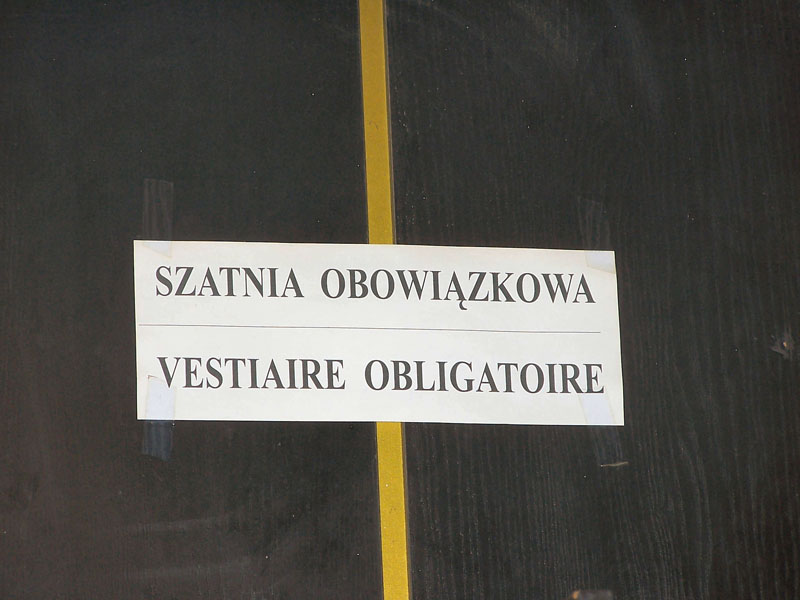 SZATNIA OBOWIĄZKOWA
VESTIAIRE OBLIGATOIRE